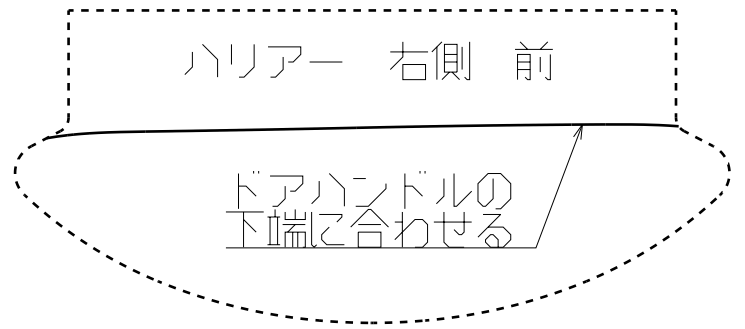 ハリアー　右側　前
ドアハンドルの
下端に合わせる